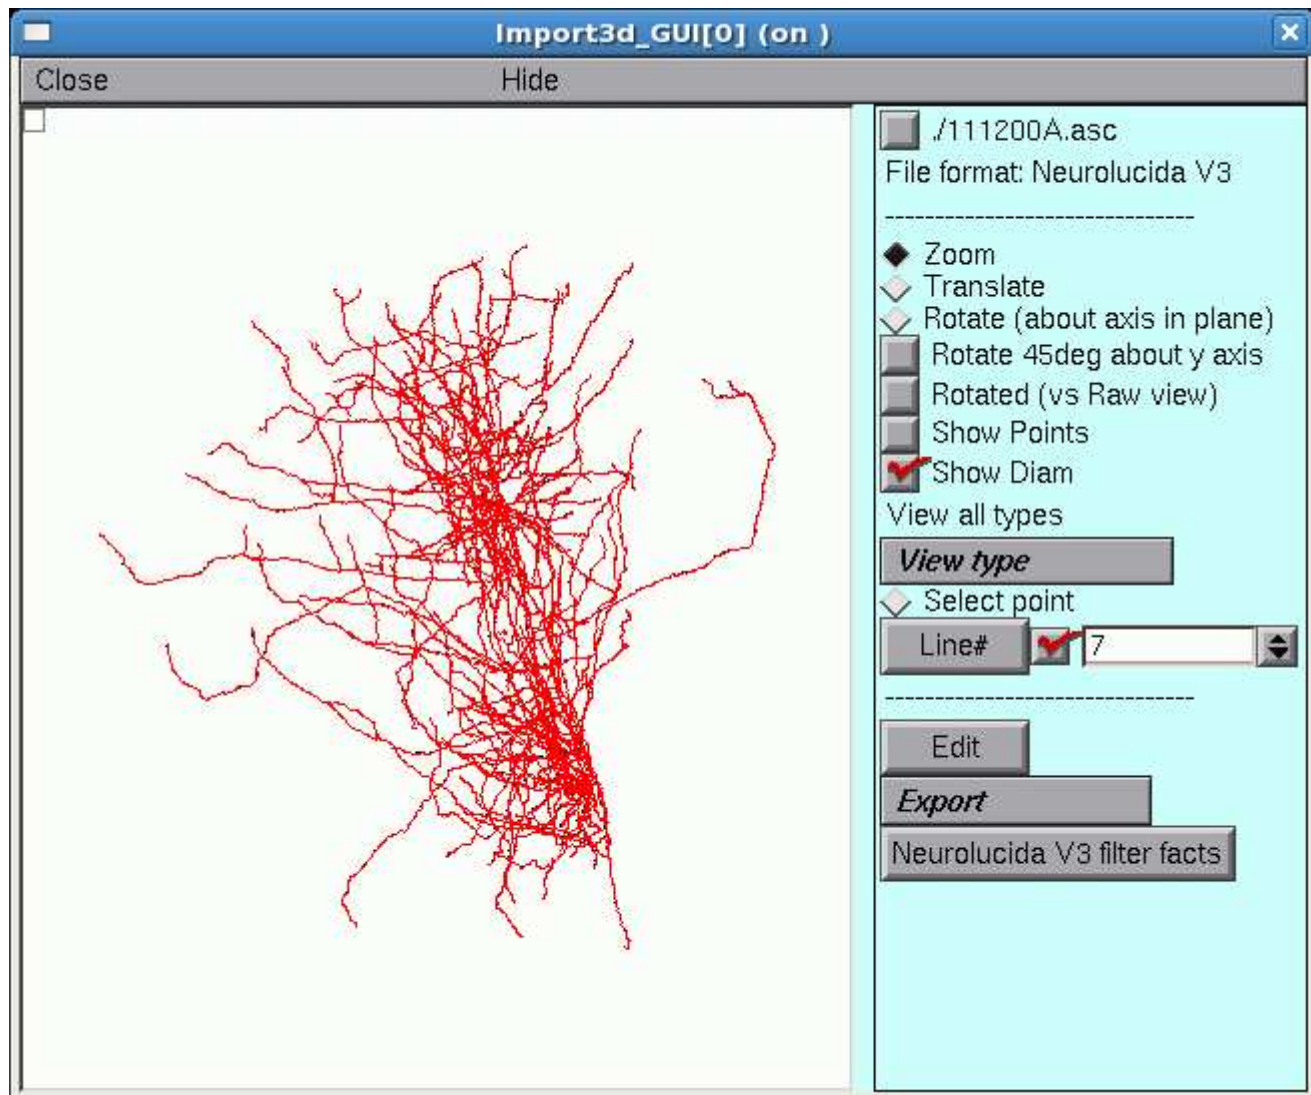 Import3d_GUI[0] (on )
Close Hide
./111200A.asc
File format: Neurolucida V3
-------------------------------
Zoom
Translate
Rotate (about axis in plane)
Rotate 45deg about y axis
Rotated (vs Raw view)
Show Points
Show Diam
View all types
View type
Select point
Line# 7
-------------------------------
Edit
Export
Neurolucida V3 filter facts